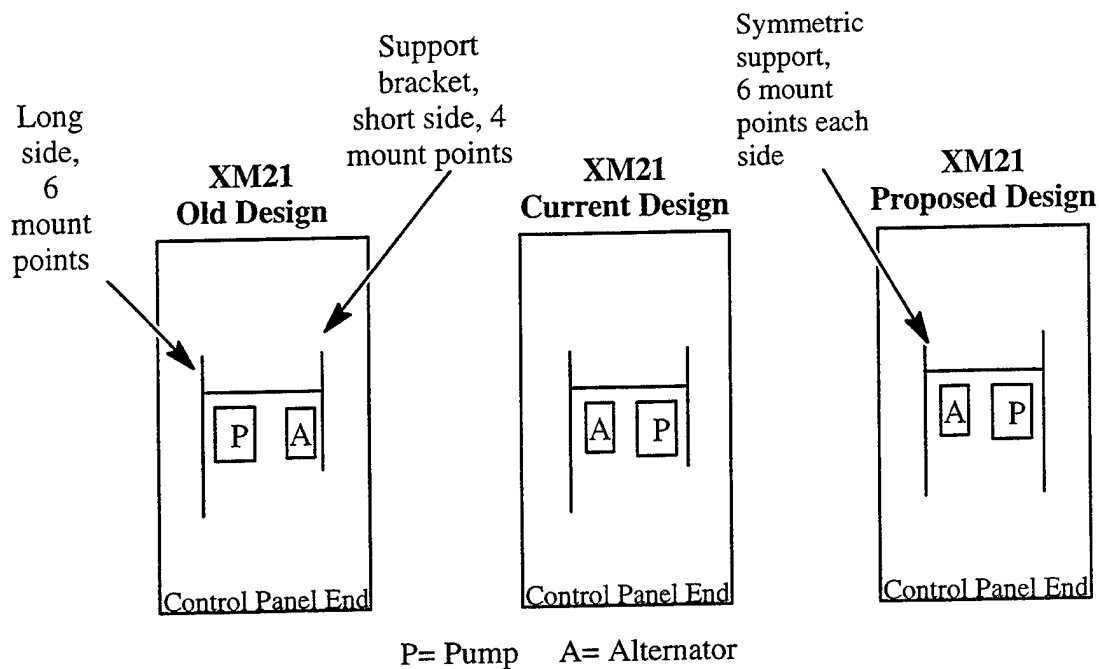 Long
side,
6
mount
points
Support
bracket,
short side, 4
mount points
Symmetric
support,
6 mount
points each
side
XM21
Old Design
XM21
Current Design
XM21
Proposed Design
P
A
A
P
A
P
Control Panel End
Control Panel End
Control Panel End
P= Pump A= Alternator